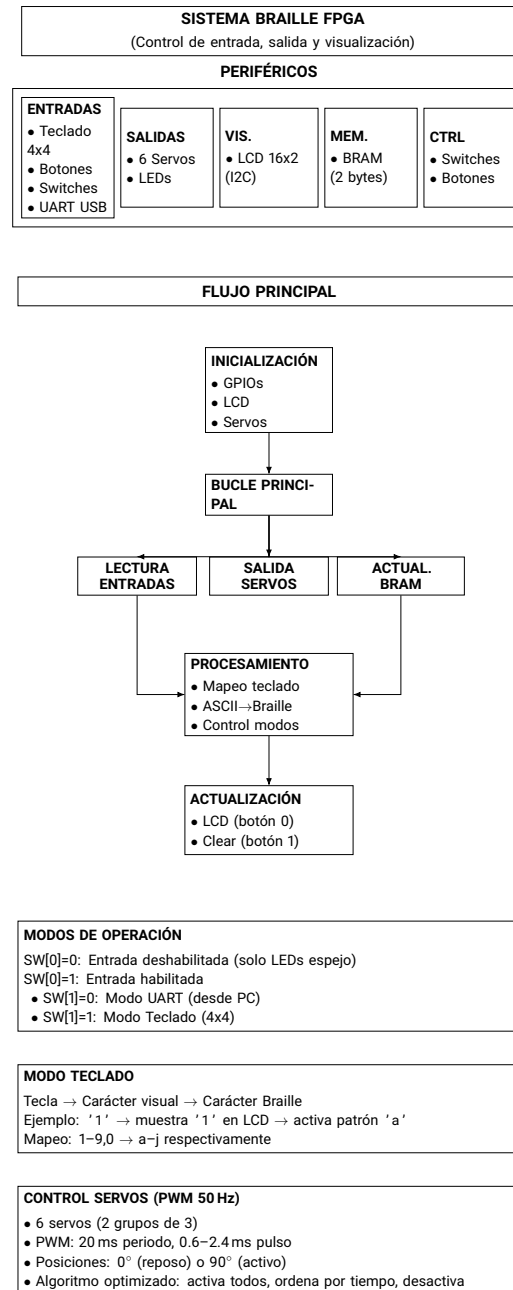 SISTEMA BRAILLE FPGA
(Control de entrada, salida y visualización)
PERIFÉRICOS
ENTRADAS
• Teclado
4x4
• Botones
• Switches
• UART USB
SALIDAS
• 6 Servos
• LEDs
VIS.
• LCD 16x2
(I2C)
MEM.
• BRAM
(2 bytes)
CTRL
• Switches
• Botones
FLUJO PRINCIPAL
INICIALIZACIÓN
• GPIOs
• LCD
• Servos
BUCLE PRINCI-
PAL
LECTURA
ENTRADAS
SALIDA
SERVOS
ACTUAL.
BRAM
PROCESAMIENTO
• Mapeo teclado
• ASCII→Braille
• Control modos
ACTUALIZACIÓN
• LCD (botón 0)
• Clear (botón 1)
MODOS DE OPERACIÓN
SW[0]=0: Entrada deshabilitada (solo LEDs espejo)
SW[0]=1: Entrada habilitada
• SW[1]=0: Modo UART (desde PC)
• SW[1]=1: Modo Teclado (4x4)
MODO TECLADO
Tecla → Carácter visual → Carácter Braille
Ejemplo: '1' → muestra '1' en LCD → activa patrón 'a'
Mapeo: 1–9,0 → a–j respectivamente
CONTROL SERVOS (PWM 50 Hz)
• 6 servos (2 grupos de 3)
• PWM: 20 ms periodo, 0.6–2.4 ms pulso
• Posiciones: 0° (reposo) o 90° (activo)
• Algoritmo optimizado: activa todos, ordena por tiempo, desactiva